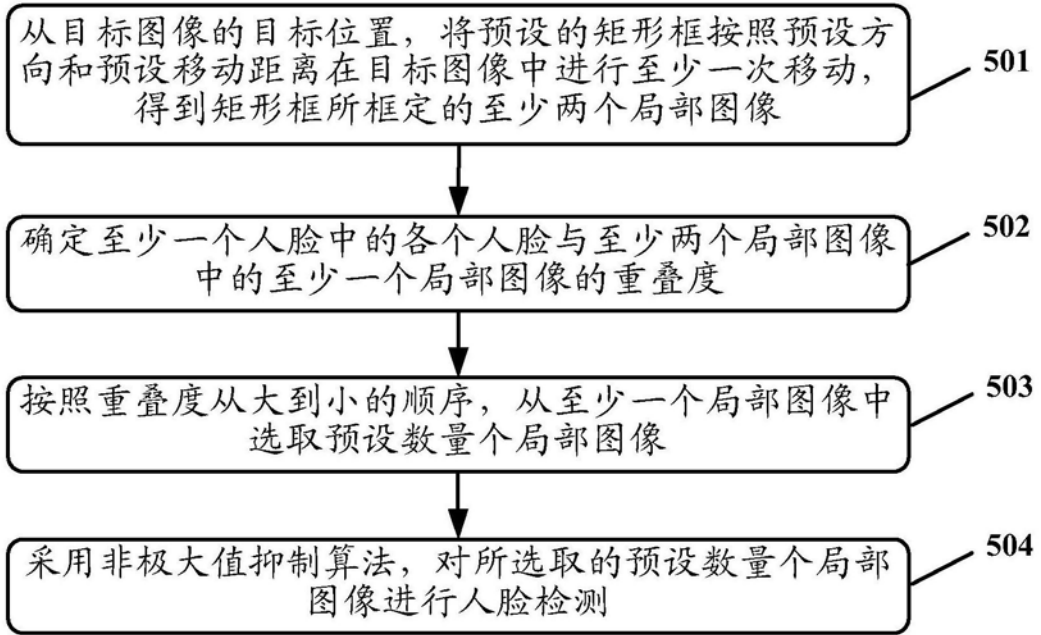 从目标图像的目标位置，将预设的矩形框按照预设方
向和预设移动距离在目标图像中进行至少一次移动，
得到矩形框所框定的至少两个局部图像
501
确定至少一个人脸中的各个人脸与至少两个局部图像
中的至少一个局部图像的重叠度
502
按照重叠度从大到小的顺序，从至少一个局部图像中
选取预设数量个局部图像
503
采用非极大值抑制算法，对所选取的预设数量个局部
图像进行人脸检测
504